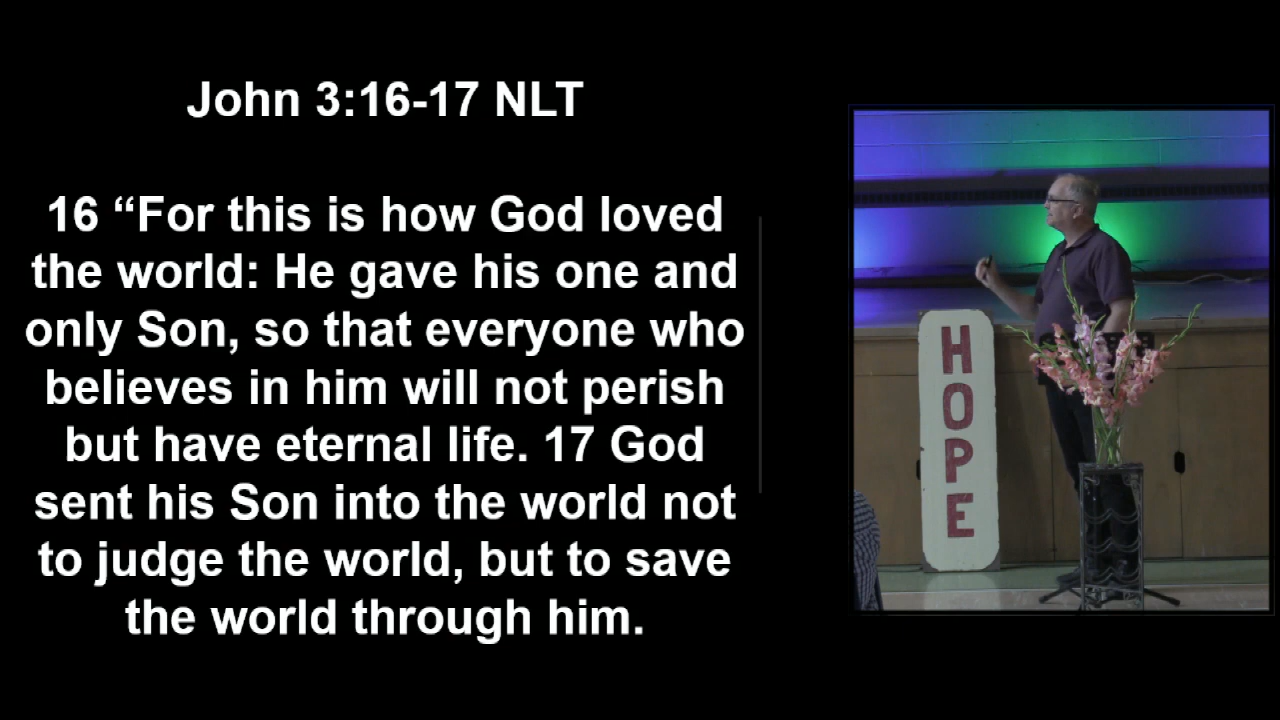 John 3:16-17 NLT
16 “For this is how God loved
the world: He gave his one and
only Son, so that everyone who
believes in him will not perish
but have eternal life. 17 God
sent his Son into the world not
to judge the world, but to save
the world through him.
HOPE